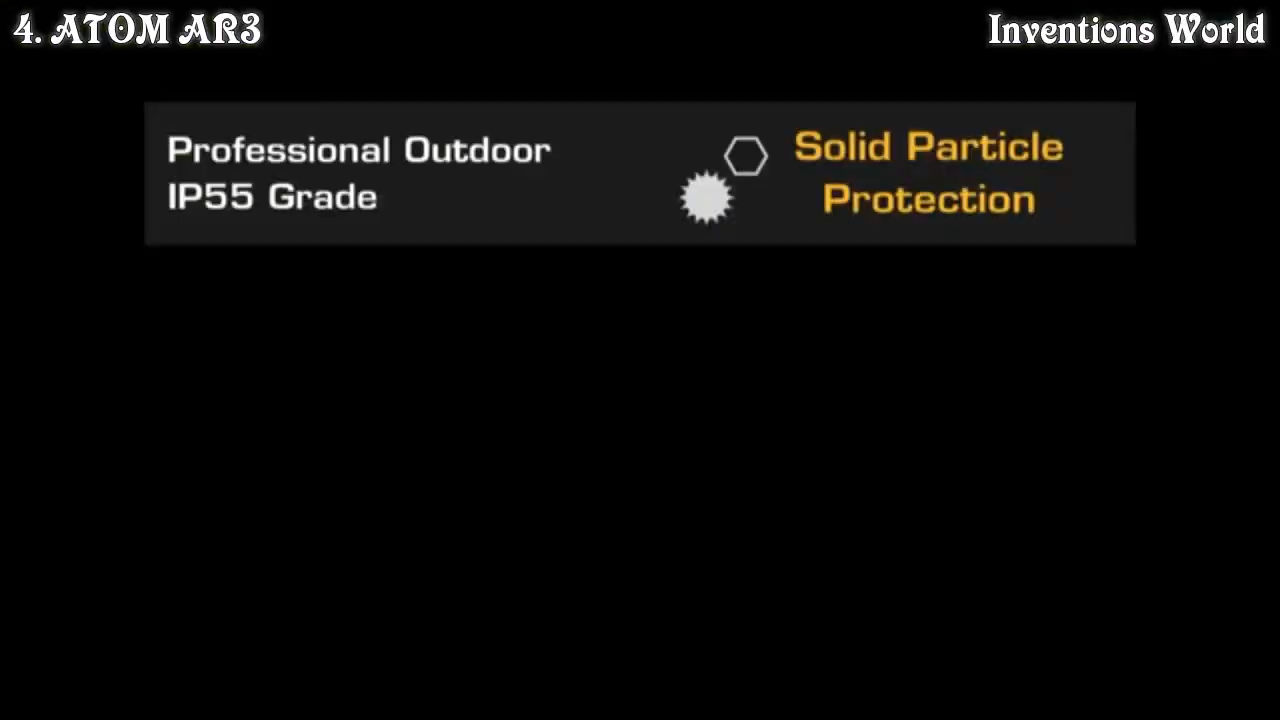 4. ATOM AR3
Inventions World
Professional Outdoor
IP55 Grade
Solid Particle
Protection